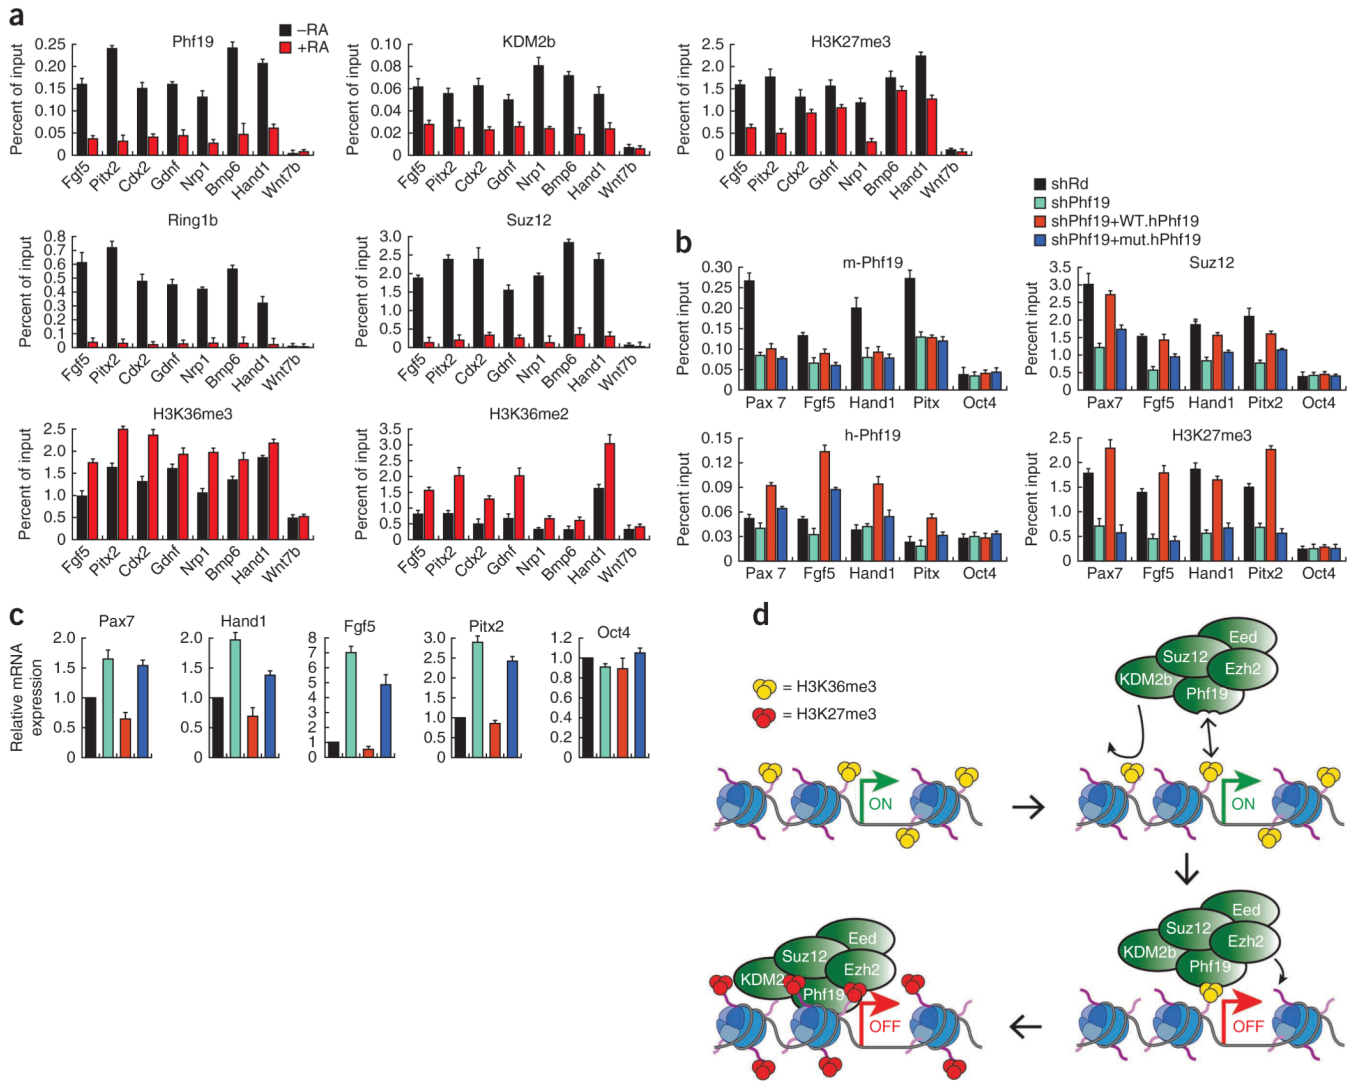 a
–RA
+RA
Phf19
Percent of input
0.25
0.20
0.15
0.10
0.05
0
Fgf5
Pitx2
Cdx2
Gdnf
Nrp1
Bmp6
Hand1
Wnt7b
KDM2b
Percent of input
0.10
0.08
0.06
0.04
0.02
0
Fgf5
Pitx2
Cdx2
Gdnf
Nrp1
Bmp6
Hand1
Wnt7b
H3K27me3
Percent of input
2.5
2.0
1.5
1.0
0.5
0
Fgf5
Pitx2
Cdx2
Gdnf
Nrp1
Bmp6
Hand1
Wnt7b
Ring1b
Percent of input
0.8
0.7
0.6
0.5
0.4
0.3
0.2
0.1
0
Fgf5
Pitx2
Cdx2
Gdnf
Nrp1
Bmp6
Hand1
Wnt7b
Suz12
Percent of input
3.0
2.5
2.0
1.5
1.0
0.5
0
Fgf5
Pitx2
Cdx2
Gdnf
Nrp1
Bmp6
Hand1
Wnt7b
H3K36me3
Percent of input
2.5
2.0
1.5
1.0
0.5
0
Fgf5
Pitx2
Cdx2
Gdnf
Nrp1
Bmp6
Hand1
Wnt7b
H3K36me2
Percent of input
3.5
3.0
2.5
2.0
1.5
1.0
0.5
0
Fgf5
Pitx2
Cdx2
Gdnf
Nrp1
Bmp6
Hand1
Wnt7b
b
shRd
shPhf19
shPhf19+WT.hPhf19
shPhf19+mut.hPhf19
m-Phf19
Percent input
0.30
0.25
0.20
0.15
0.10
0.05
0
Pax 7
Fgf5
Hand1
Pitx
Oct4
Suz12
Percent input
3.5
3.0
2.5
2.0
1.5
1.0
0.5
0
Pax7
Fgf5
Hand1
Pitx2
Oct4
h-Phf19
Percent input
0.15
0.12
0.09
0.06
0.03
0
Pax 7
Fgf5
Hand1
Pitx
Oct4
H3K27me3
Percent input
2.5
2.0
1.5
1.0
0.5
0
Pax7
Fgf5
Hand1
Pitx2
Oct4
c
Relative mRNA
expression
Pax7
2.0
1.5
1.0
0.5
0
Hand1
2.0
1.5
1.0
0.5
0
Fgf5
8
7
6
5
4
3
2
1
0
Pitx2
3.0
2.5
2.0
1.5
1.0
0.5
0
Oct4
1.2
1.0
0.8
0.6
0.4
0.2
0
d
= H3K36me3
= H3K27me3
ON
Eed
Suz12
Ezh2
KDM2b
Phf19
ON
Eed
Suz12
Ezh2
KDM2b
Phf19
OFF
Eed
Suz12
Ezh2
KDM2
Phf19
OFF